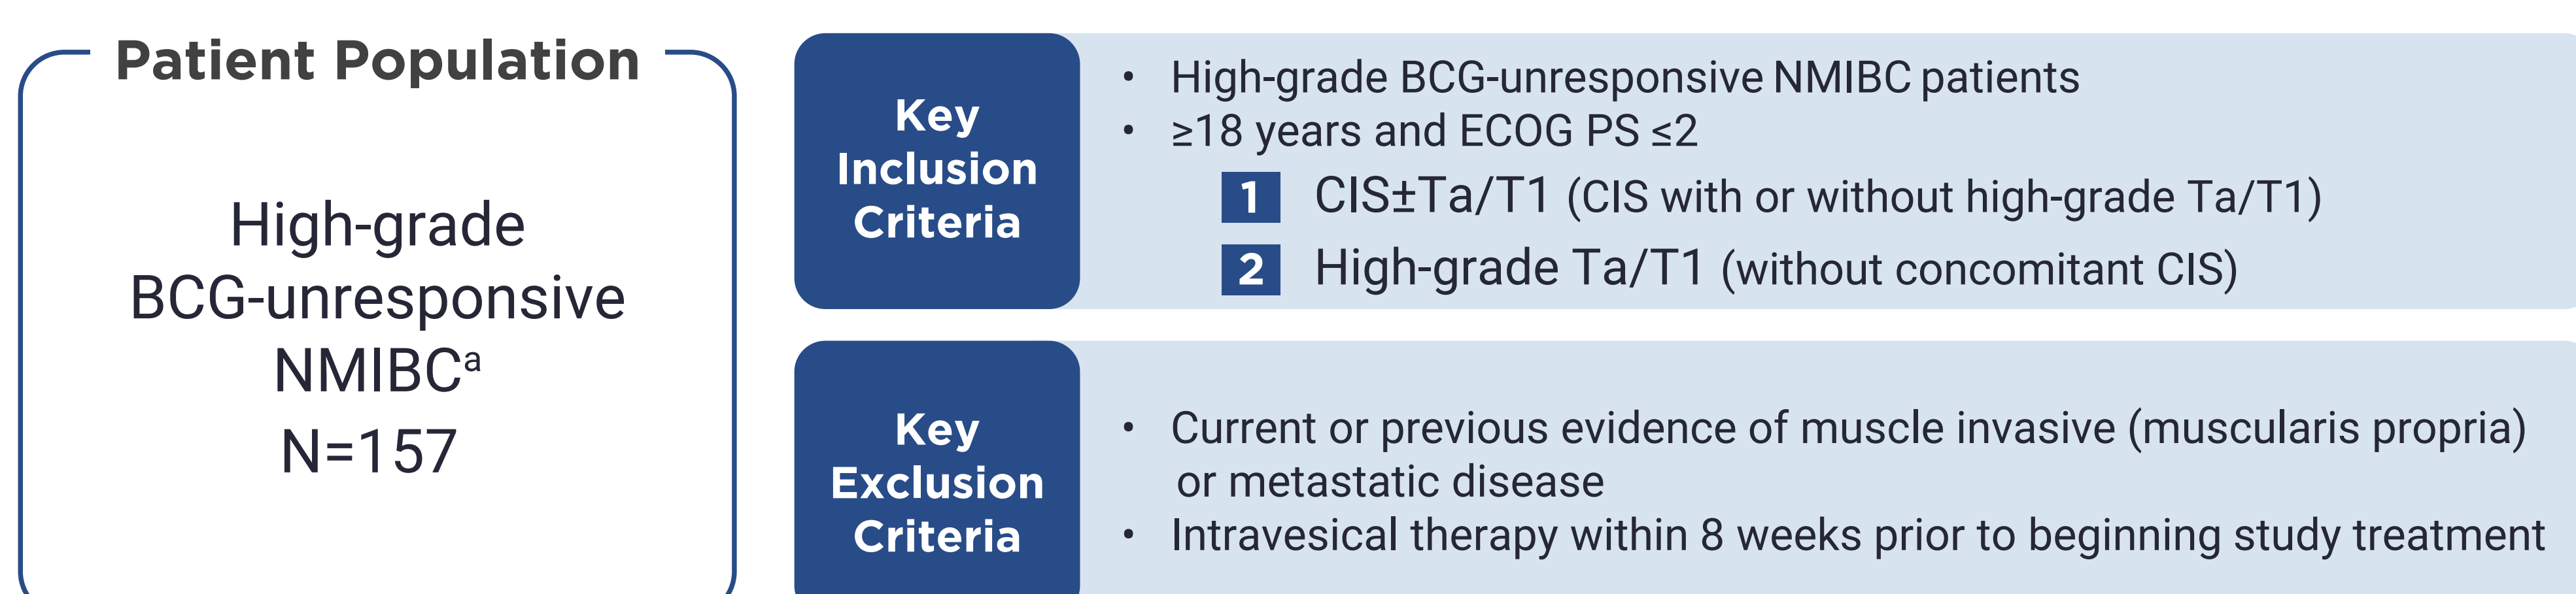 Patient Population
High-grade
BCG-unresponsive
NMIBCᵃ
N=157
Key
Inclusion
Criteria
• High-grade BCG-unresponsive NMIBC patients
• ≥18 years and ECOG PS ≤2
1 CIS±Ta/T1 (CIS with or without high-grade Ta/T1)
2 High-grade Ta/T1 (without concomitant CIS)
Key
Exclusion
Criteria
• Current or previous evidence of muscle invasive (muscularis propria)
or metastatic disease
• Intravesical therapy within 8 weeks prior to beginning study treatment